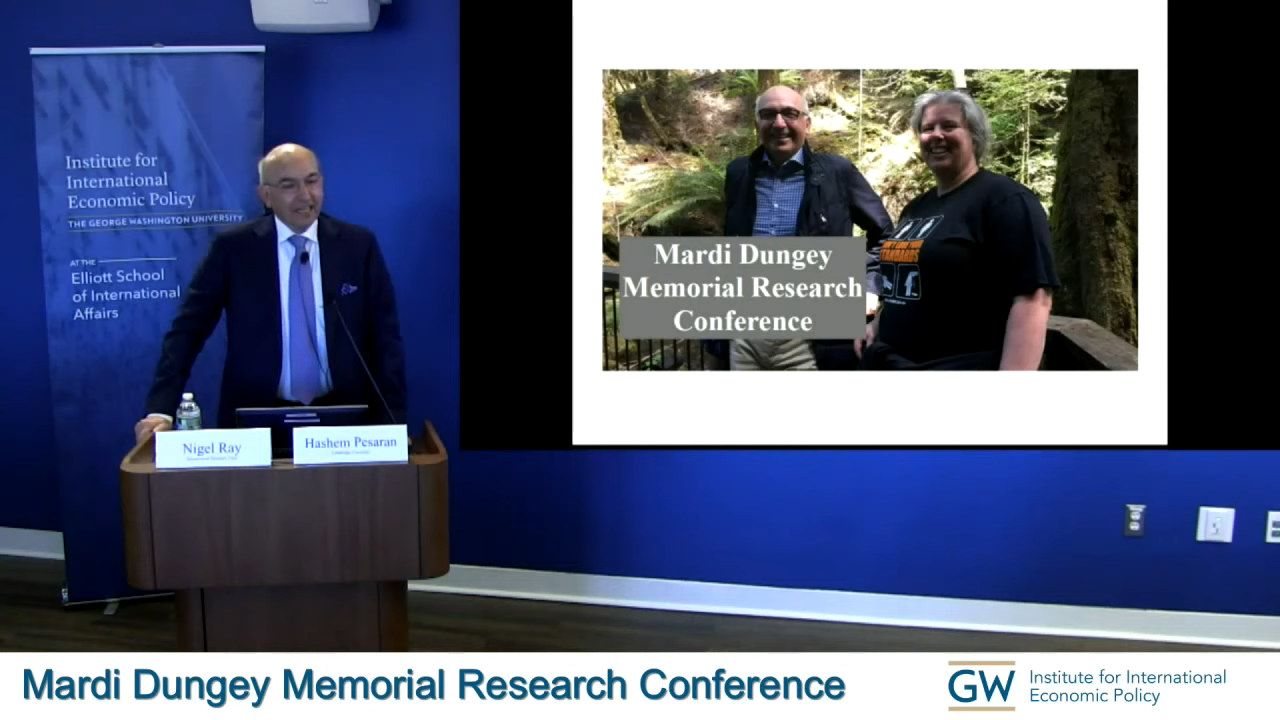 Institute for
International
Economic Policy
THE GEORGE WASHINGTON UNIVERSITY
AT THE
Elliott School
of International
Affairs
Mardi Dungey
Memorial Research
Conference
STANDARDS
Nigel Ray
Hashem Pesaran
Mardi Dungey Memorial Research Conference
GW
Institute for International
Economic Policy